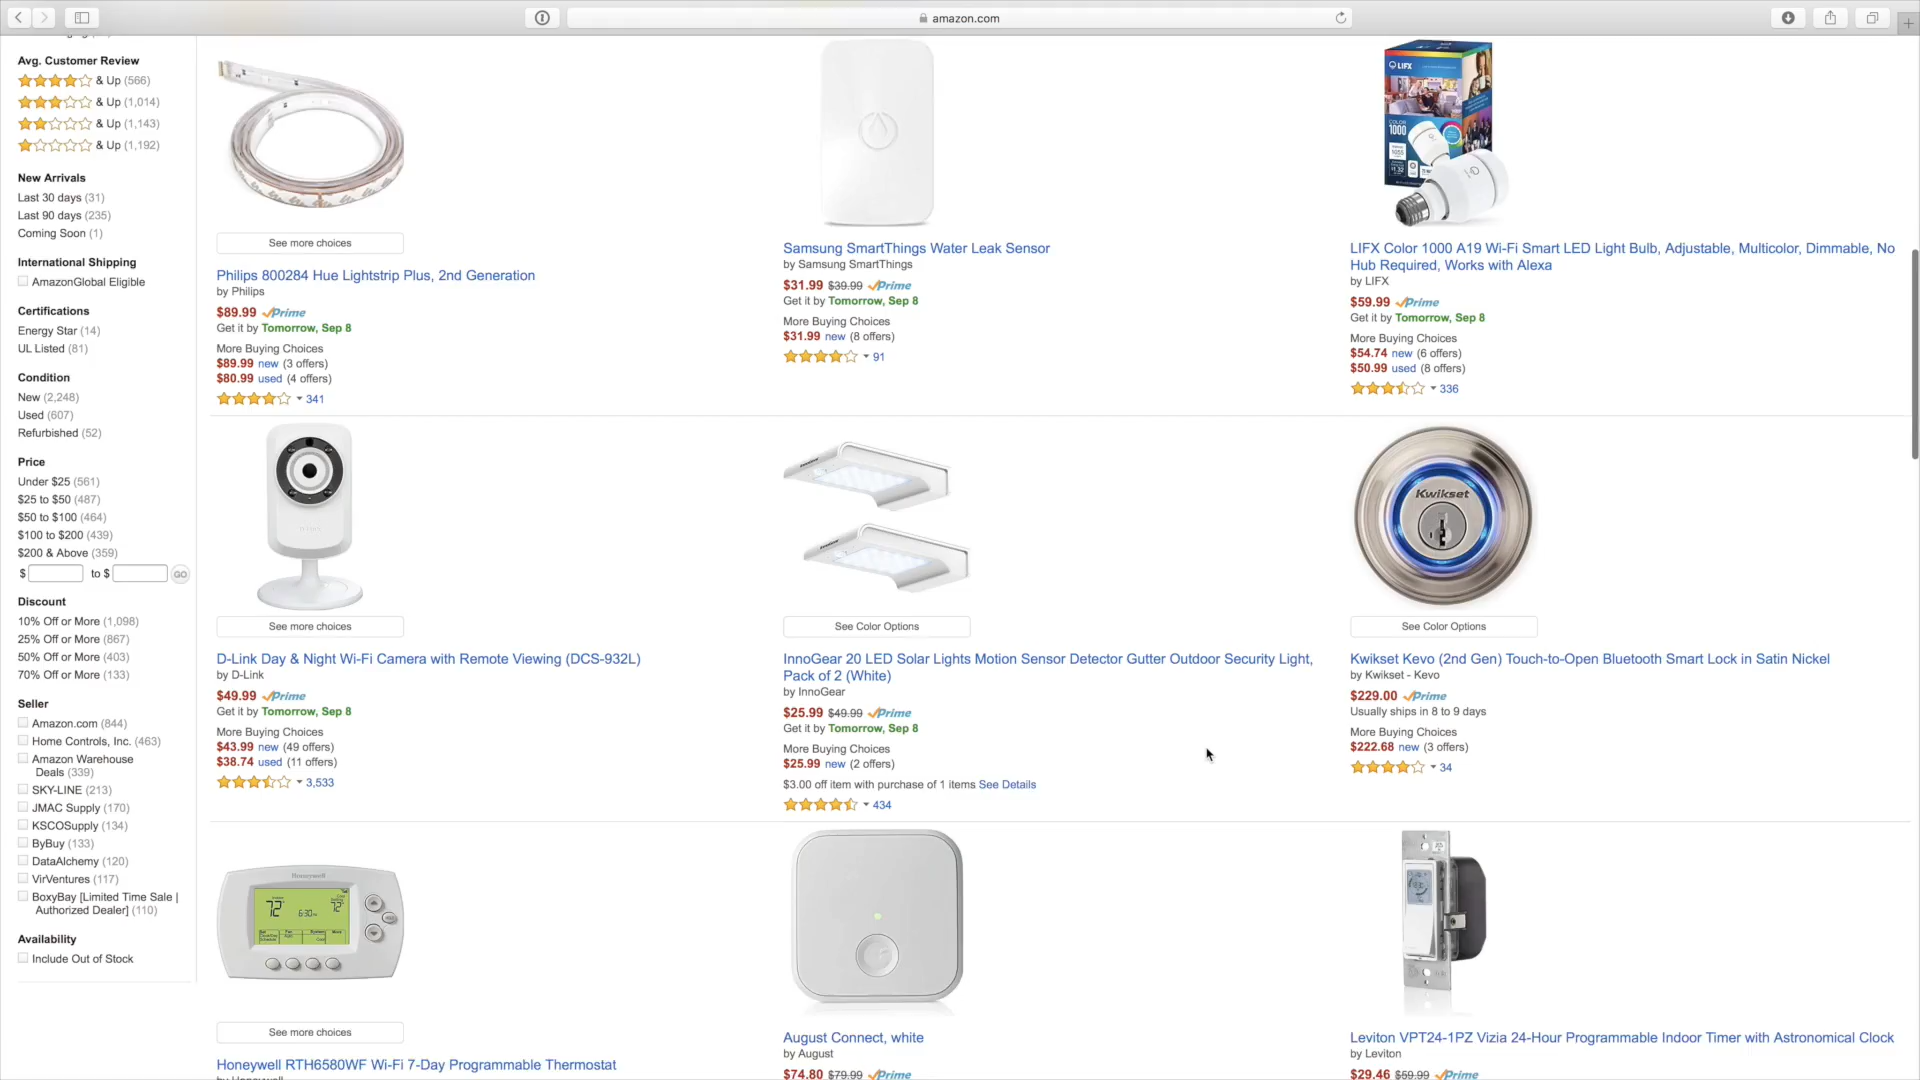 amazon.com
Avg. Customer Review
& Up (566)
& Up (1,014)
& Up (1,143)
& Up (1,192)
New Arrivals
Last 30 days (31)
Last 90 days (235)
Coming Soon (1)
International Shipping
AmazonGlobal Eligible
Certifications
Energy Star (14)
UL Listed (81)
Condition
New (2,248)
Used (607)
Refurbished (52)
Price
Under $25 (561)
$25 to $50 (487)
$50 to $100 (464)
$100 to $200 (439)
$200 & Above (359)
$ to $ GO
Discount
10% Off or More (1,098)
25% Off or More (867)
50% Off or More (403)
70% Off or More (133)
Seller
Amazon.com (844)
Home Controls, Inc. (463)
Amazon Warehouse
Deals (339)
SKY-LINE (213)
JMAC Supply (170)
KSCOSupply (134)
ByBuy (133)
DataAlchemy (120)
VirVentures (117)
BoxyBay [Limited Time Sale |
Authorized Dealer] (110)
Availability
Include Out of Stock
See more choices
Philips 800284 Hue Lightstrip Plus, 2nd Generation
by Philips
$89.99 Prime
Get it by Tomorrow, Sep 8
More Buying Choices
$89.99 new (3 offers)
$80.99 used (4 offers)
341
Samsung SmartThings Water Leak Sensor
by Samsung SmartThings
$31.99 $39.99 Prime
Get it by Tomorrow, Sep 8
More Buying Choices
$31.99 new (8 offers)
91
LIFX
COLOR
1000
LIFX Color 1000 A19 Wi-Fi Smart LED Light Bulb, Adjustable, Multicolor, Dimmable, No
Hub Required, Works with Alexa
by LIFX
$59.99 Prime
Get it by Tomorrow, Sep 8
More Buying Choices
$54.74 new (6 offers)
$50.99 used (8 offers)
336
See more choices
D-Link Day & Night Wi-Fi Camera with Remote Viewing (DCS-932L)
by D-Link
$49.99 Prime
Get it by Tomorrow, Sep 8
More Buying Choices
$43.99 new (49 offers)
$38.74 used (11 offers)
3,533
See Color Options
InnoGear 20 LED Solar Lights Motion Sensor Detector Gutter Outdoor Security Light,
Pack of 2 (White)
by InnoGear
$25.99 $49.99 Prime
Get it by Tomorrow, Sep 8
More Buying Choices
$25.99 new (2 offers)
$3.00 off item with purchase of 1 items See Details
434
Kwikset
See Color Options
Kwikset Kevo (2nd Gen) Touch-to-Open Bluetooth Smart Lock in Satin Nickel
by Kwikset - Kevo
$229.00 Prime
Usually ships in 8 to 9 days
More Buying Choices
$222.68 new (3 offers)
34
Honeywell
72 6:30 72
See more choices
Honeywell RTH6580WF Wi-Fi 7-Day Programmable Thermostat
August Connect, white
by August
$74.80 $79.99 Prime
Leviton VPT24-1PZ Vizia 24-Hour Programmable Indoor Timer with Astronomical Clock
by Leviton
$29.46 $59.99 Prime